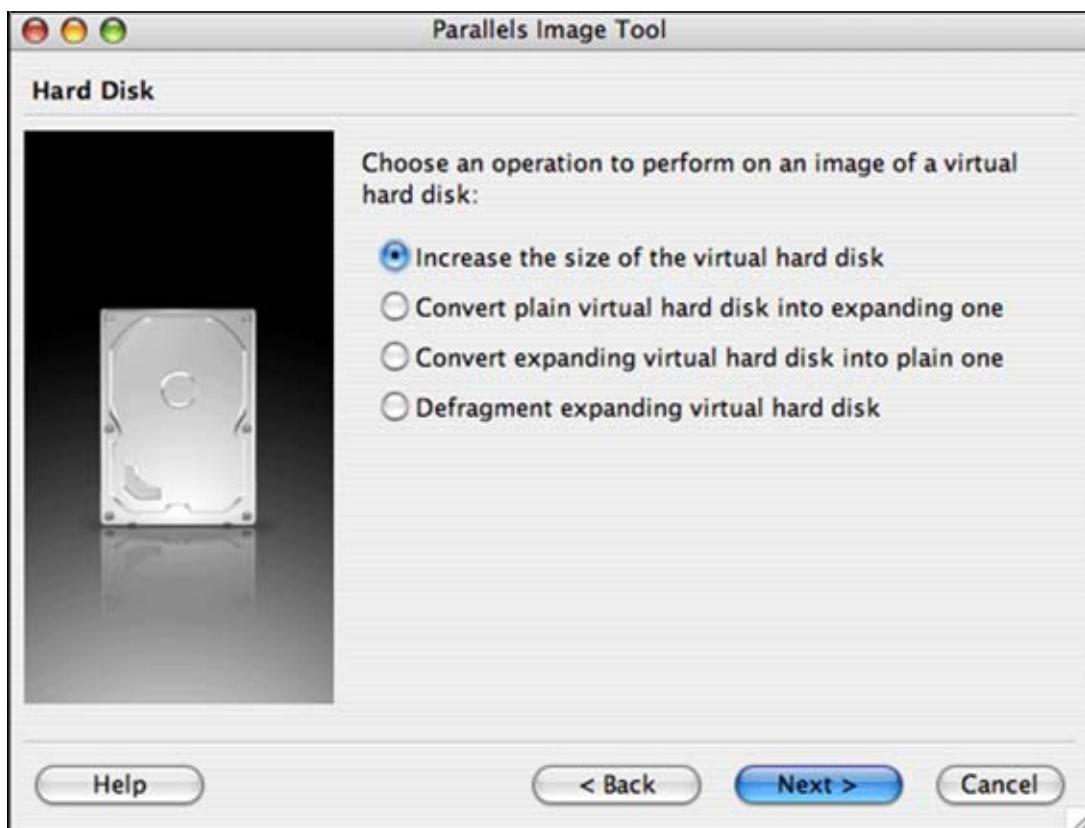 Parallels Image Tool
Hard Disk
Choose an operation to perform on an image of a virtual
hard disk:
Increase the size of the virtual hard disk
Convert plain virtual hard disk into expanding one
Convert expanding virtual hard disk into plain one
Defragment expanding virtual hard disk
Help
< Back
Next >
Cancel